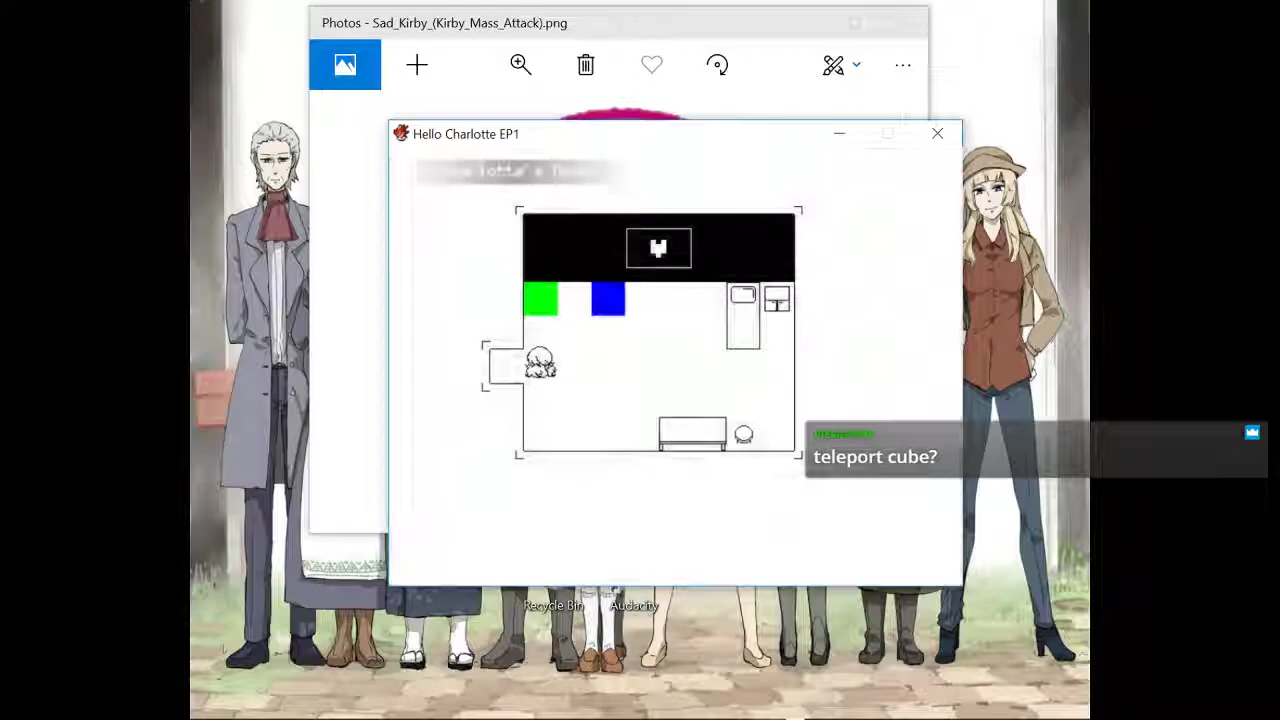 Photos - Sad_Kirby_(Kirby_Mass_Attack).png
Hello Charlotte EP1
teleport cube?
Recycle Bin
Audacity